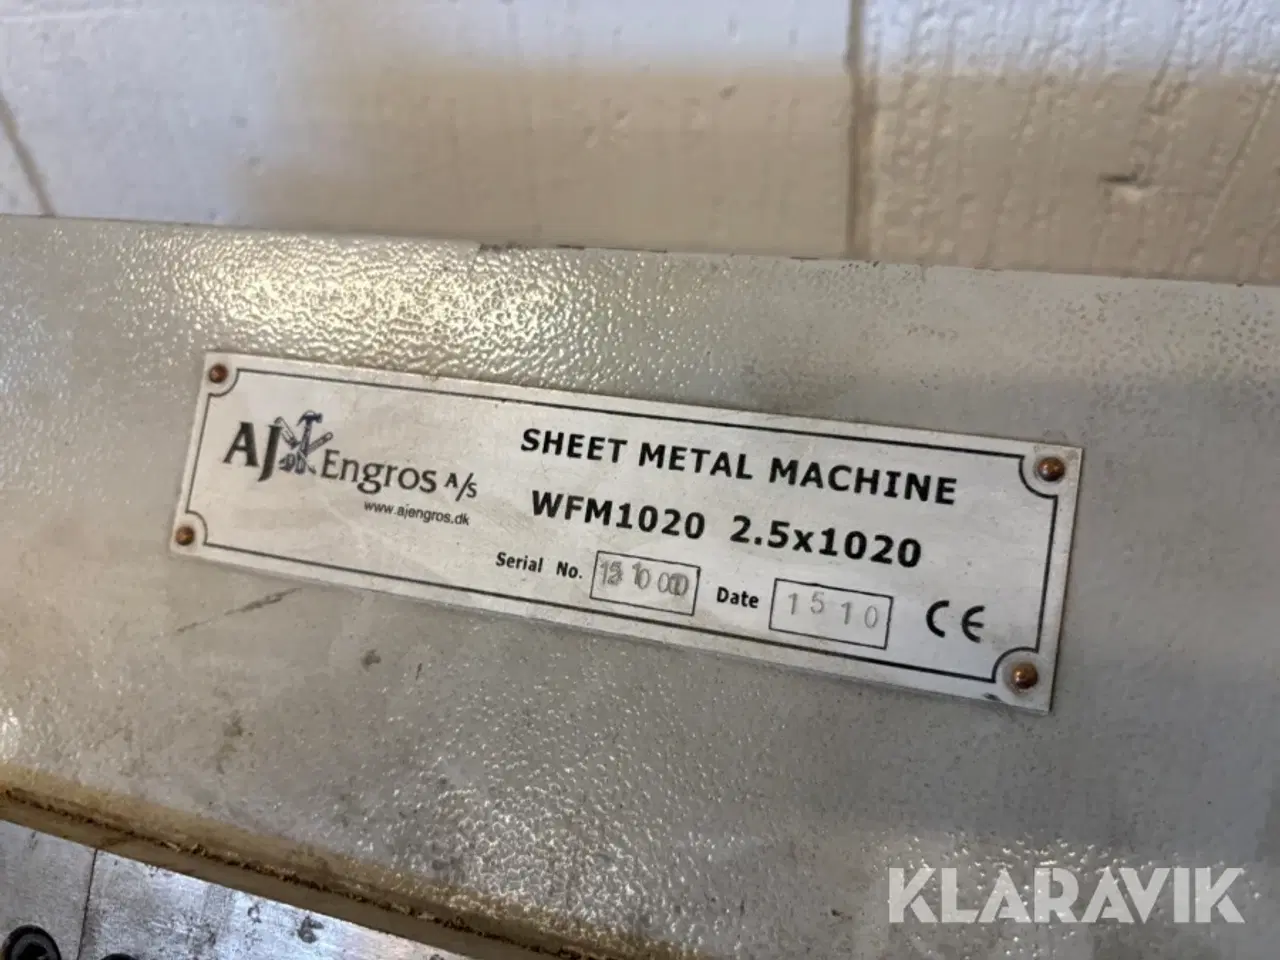 AJ Engros A/S
www.ajengros.dk
SHEET METAL MACHINE
WFM1020 2.5x1020
Serial No.
Date 1510
CE
KLARAVIK